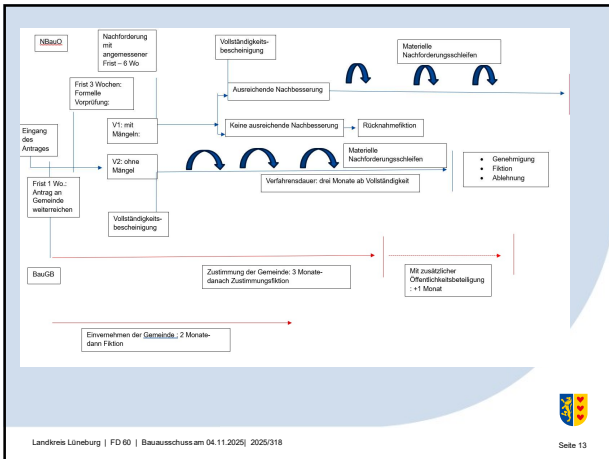 NBauO
Nachforderung
mit
angemessener
Frist – 6 Wo
Vollständigkeits-
bescheinigung
Materielle
Nachforderungsschleifen
Frist 3 Wochen:
Formelle
Vorprüfung:
Ausreichende Nachbesserung
V1: mit
Mängeln:
Keine ausreichende Nachbesserung
Rücknahmefiktion
Eingang
des
Antrages
V2: ohne
Mängel
Materielle
Nachforderungsschleifen
Verfahrensdauer: drei Monate ab Vollständigkeit
• Genehmigung
• Fiktion
• Ablehnung
Frist 1 Wo.:
Antrag an
Gemeinde
weiterreichen
Vollständigkeits-
bescheinigung
BauGB
Zustimmung der Gemeinde: 3 Monate-
danach Zustimmungsfiktion
Mit zusätzlicher
Öffentlichkeitsbeteiligung
: +1 Monat
Einvernehmen der Gemeinde ; 2 Monate-
dann Fiktion
Landkreis Lüneburg | FD 60 | Bauausschuss am 04.11.2025| 2025/318
Seite 13